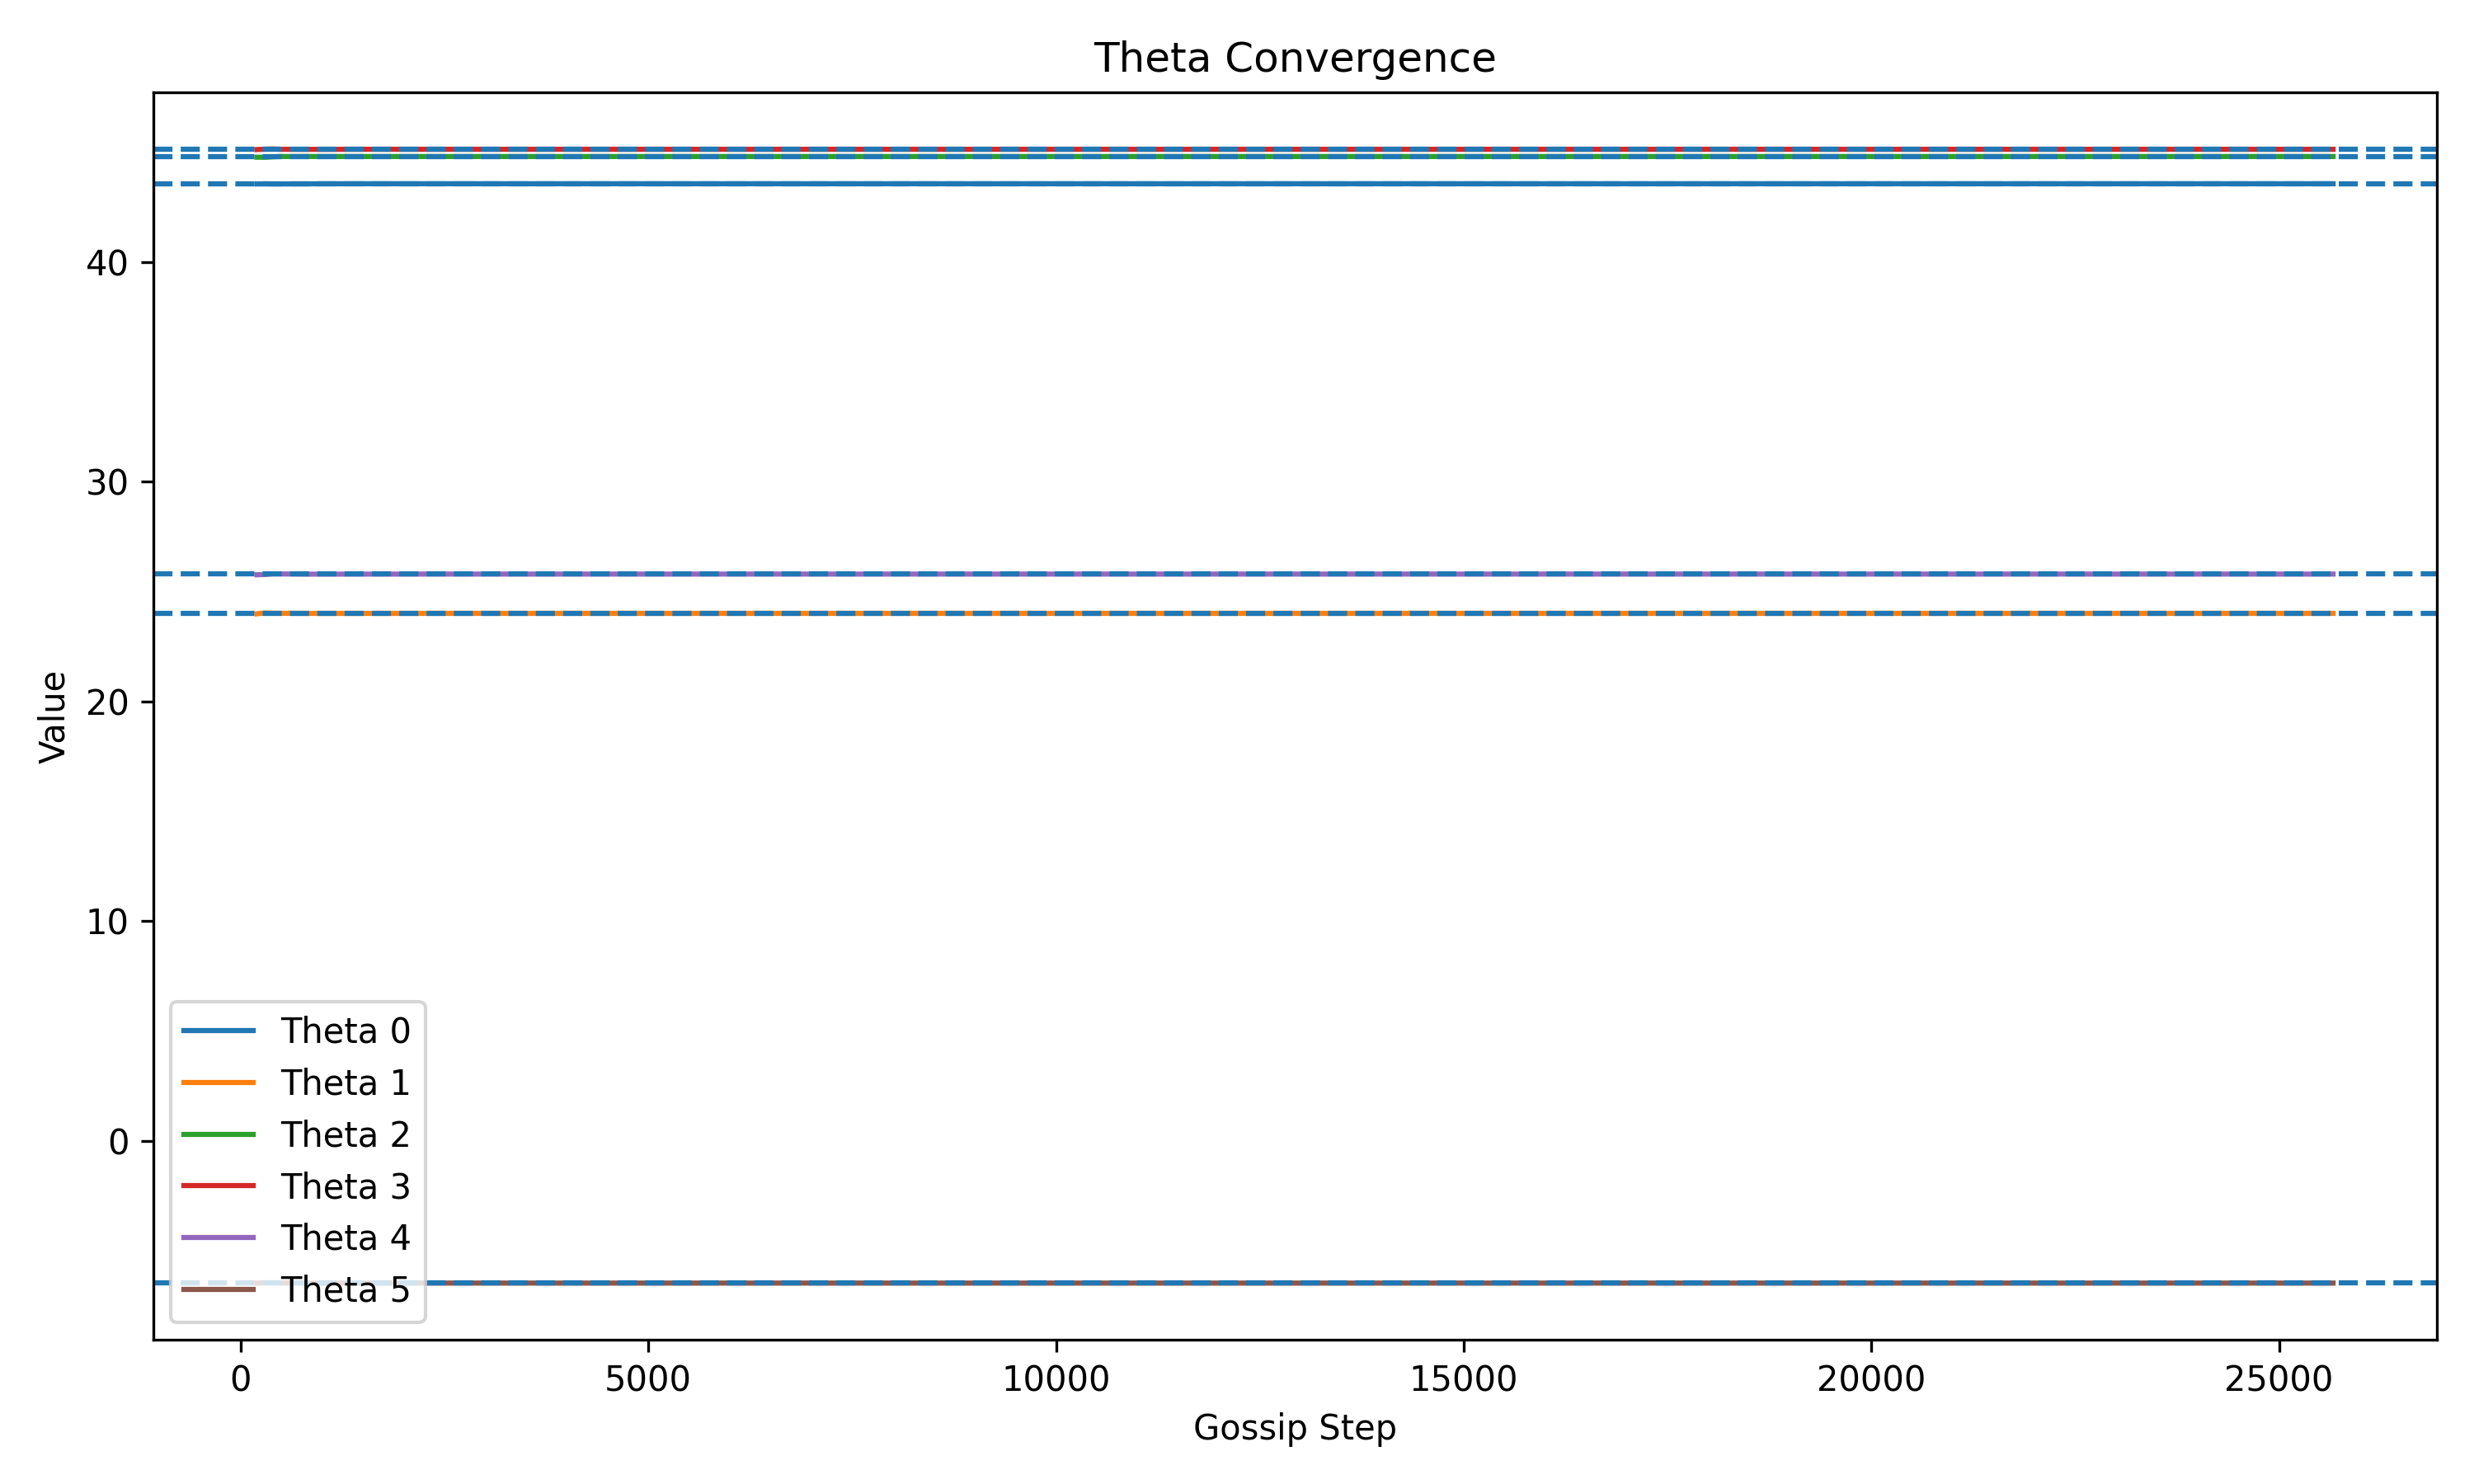 Theta Convergence
40
30
20
10
0
Value
Theta 0
Theta 1
Theta 2
Theta 3
Theta 4
Theta 5
0 5000 10000 15000 20000 25000
Gossip Step